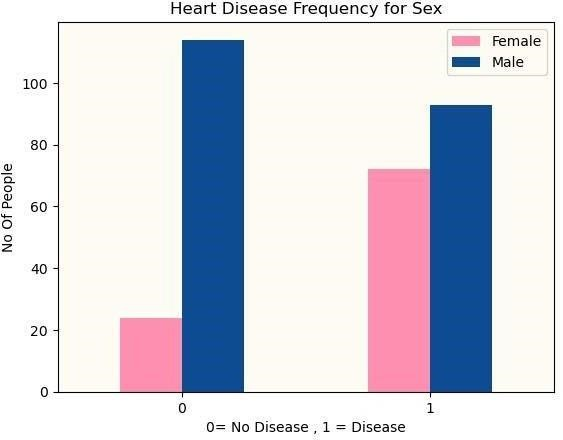 Heart Disease Frequency for Sex
Female
Male
100
80
60
40
20
0
No Of People
0
1
0= No Disease , 1 = Disease